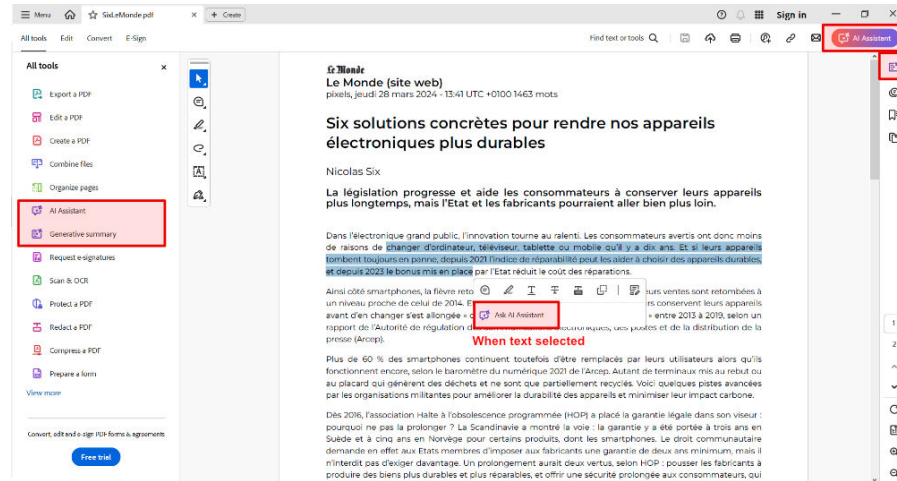 Menu
SixLeMonde.pdf
×
+ Create
Sign in
All tools
Edit
Convert
E-Sign
Find text or tools
AI Assistant
All tools
×
Export a PDF
Edit a PDF
Create a PDF
Combine files
Organize pages
AI Assistant
Generative summary
Request e-signatures
Scan & OCR
Protect a PDF
Redact a PDF
Compress a PDF
Prepare a form
View more
Convert, edit and e-sign PDF forms & agreements
Free trial
Le Monde
Le Monde (site web)
pixels, jeudi 28 mars 2024 - 13:41 UTC +0100 1463 mots
Six solutions concrètes pour rendre nos appareils
électroniques plus durables
Nicolas Six
La législation progresse et aide les consommateurs à conserver leurs appareils
plus longtemps, mais l'Etat et les fabricants pourraient aller bien plus loin.
Dans l'électronique grand public, l'innovation tourne au ralenti. Les consommateurs avertis ont donc moins
de raisons de changer d'ordinateur, téléviseur, tablette ou mobile qu'il y a dix ans. Et si leurs appareils
tombent toujours en panne, depuis 2021 l'indice de réparabilité peut les aider à choisir des appareils durables,
et depuis 2023 le bonus mis en place par l'Etat réduit le coût des réparations.
Ainsi côté smartphones, la fièvre reto
urs ventes sont retombées à
un niveau proche de celui de 2014. E
rs conservent leurs appareils
avant d'en changer s'est allongée «
» entre 2013 à 2019, selon un
rapport de l'Autorité de régulation des communications électroniques, des postes et de la distribution de la
presse (Arcep).
Ask AI Assistant
When text selected
Plus de 60 % des smartphones continuent toutefois d'être remplacés par leurs utilisateurs alors qu'ils
fonctionnent encore, selon le baromètre du numérique 2021 de l'Arcep. Autant de terminaux mis au rebut ou
au placard qui génèrent des déchets et ne sont que partiellement recyclés. Voici quelques pistes avancées
par les organisations militantes pour améliorer la durabilité des appareils et minimiser leur impact carbone.
Dès 2016, l'association Halte à l'obsolescence programmée (HOP) a placé la garantie légale dans son viseur :
pourquoi ne pas la prolonger ? La Scandinavie a montré la voie : la garantie y a été portée à trois ans en
Suède et à cinq ans en Norvège pour certains produits, dont les smartphones. Le droit communautaire
demande en effet aux Etats membres d'imposer aux fabricants une garantie de deux ans minimum, mais il
n'interdit pas d'exiger davantage. Un prolongement aurait deux vertus, selon HOP : pousser les fabricants à
produire des biens plus durables et plus réparables, et offrir une sécurité prolongée aux consommateurs, qui
1
2